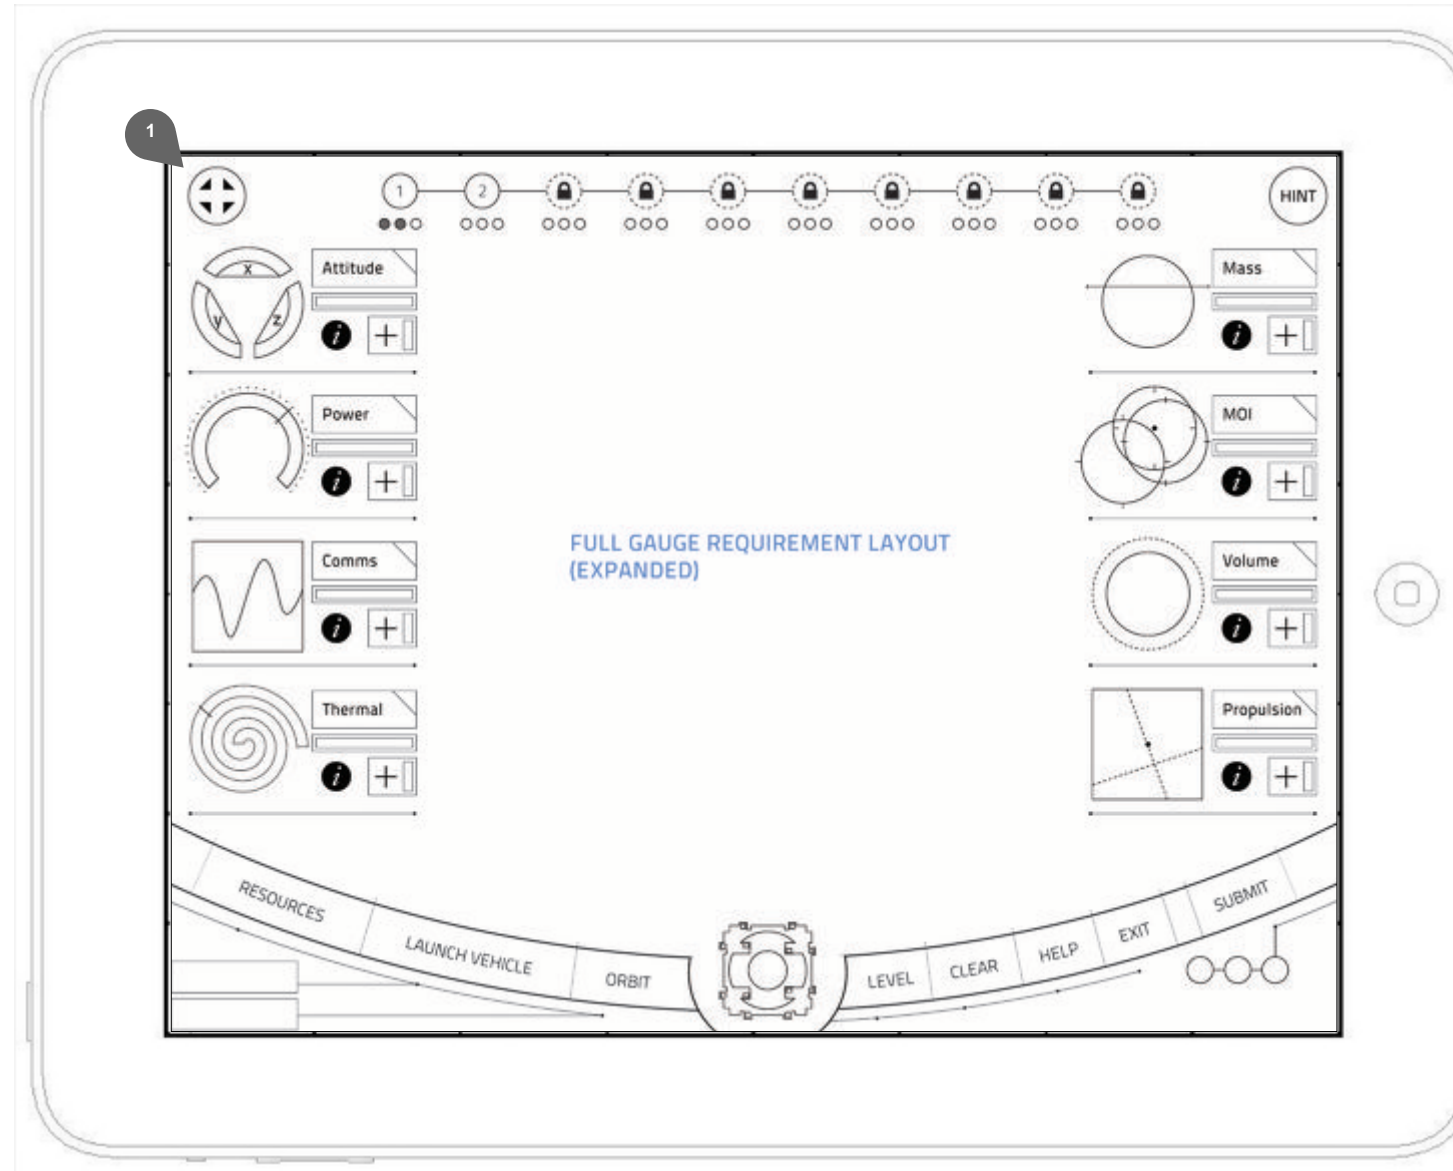 1
1 2
HINT
Attitude
x
y z
i +
Mass
i +
Power
i +
MOI
i +
Comms
i +
Volume
i +
FULL GAUGE REQUIREMENT LAYOUT
(EXPANDED)
Thermal
i +
Propulsion
i +
RESOURCES
LAUNCH VEHICLE
ORBIT
LEVEL
CLEAR
HELP
EXIT
SUBMIT